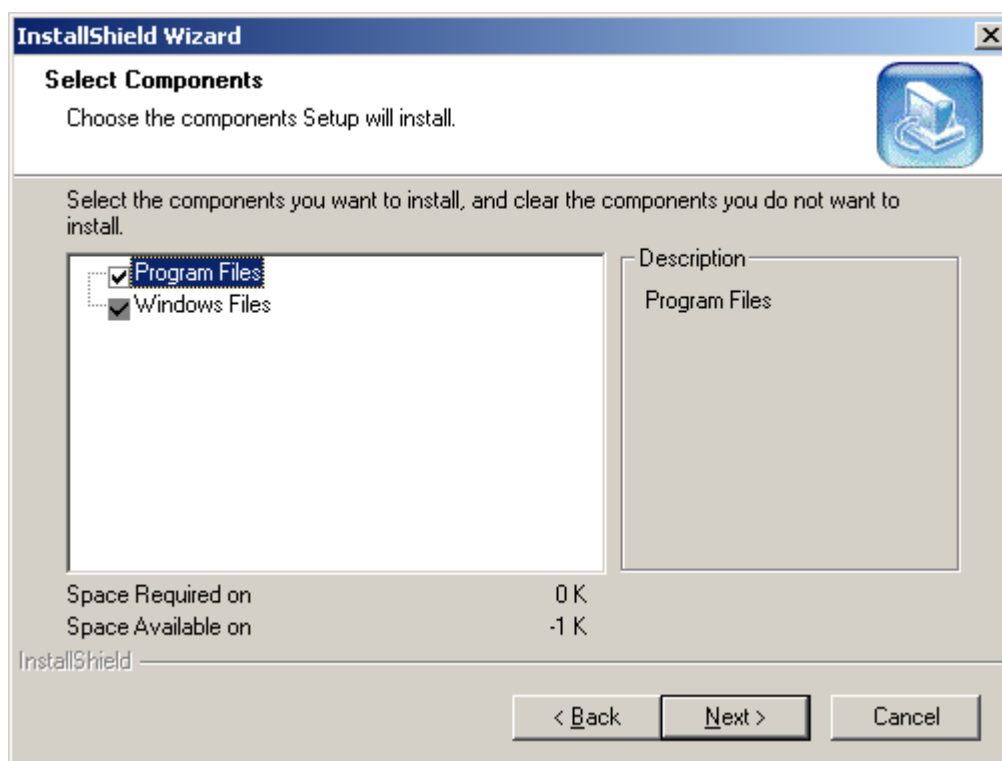 InstallShield Wizard
Select Components
Choose the components Setup will install.
Select the components you want to install, and clear the components you do not want to
install.
Program Files
Windows Files
Description
Program Files
Space Required on 0 K
Space Available on -1 K
InstallShield
< Back Next > Cancel